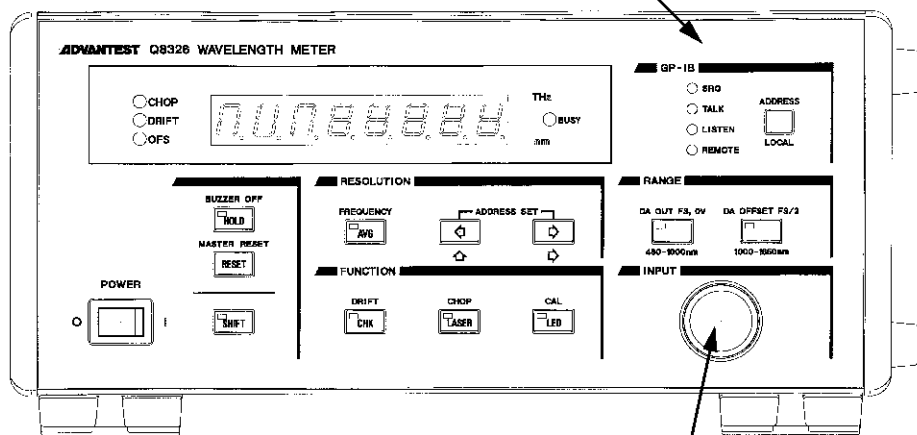 ADVANTEST Q8326 WAVELENGTH METER
CHOP
DRIFT
OFS
THz
BUSY
nm
GP-IB
SRQ
TALK
LISTEN
REMOTE
ADDRESS
LOCAL
BUZZER OFF
HOLD
MASTER RESET
RESET
SHIFT
POWER
O I
RESOLUTION
FREQUENCY
AVG
ADDRESS SET
FUNCTION
DRIFT
CHK
CHOP
LASER
CAL
LED
RANGE
DA OUT FS, 0V
480-1000nm
DA OFFSET FS/2
1000-1650nm
INPUT